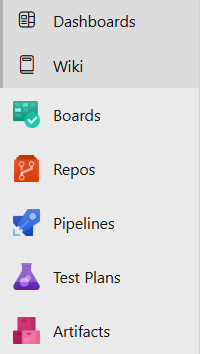 Dashboards
Wiki
Boards
Repos
Pipelines
Test Plans
Artifacts